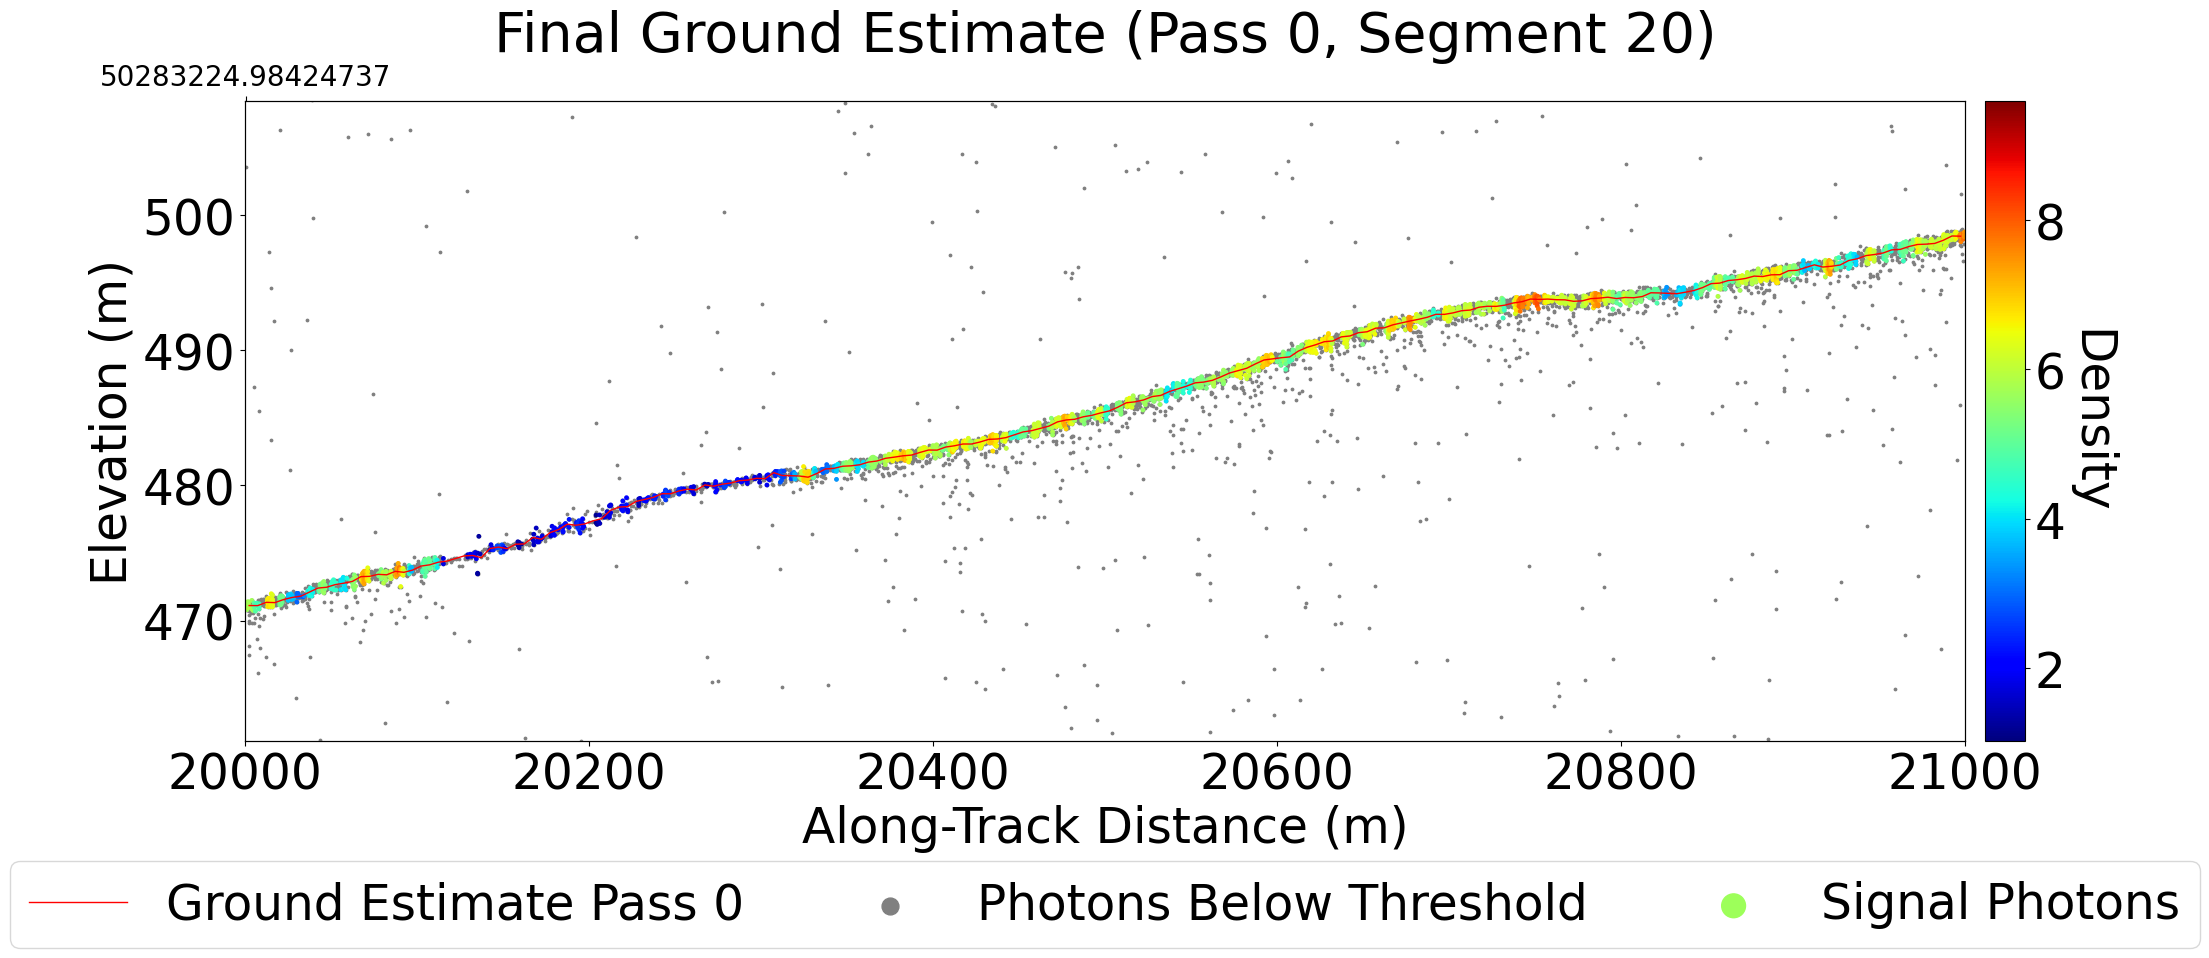 Final Ground Estimate (Pass 0, Segment 20)
50283224.98424737
Elevation (m)
500
490
480
470
20000
20200
20400
20600
20800
21000
Along-Track Distance (m)
8
6
4
2
Density
Ground Estimate Pass 0
Photons Below Threshold
Signal Photons